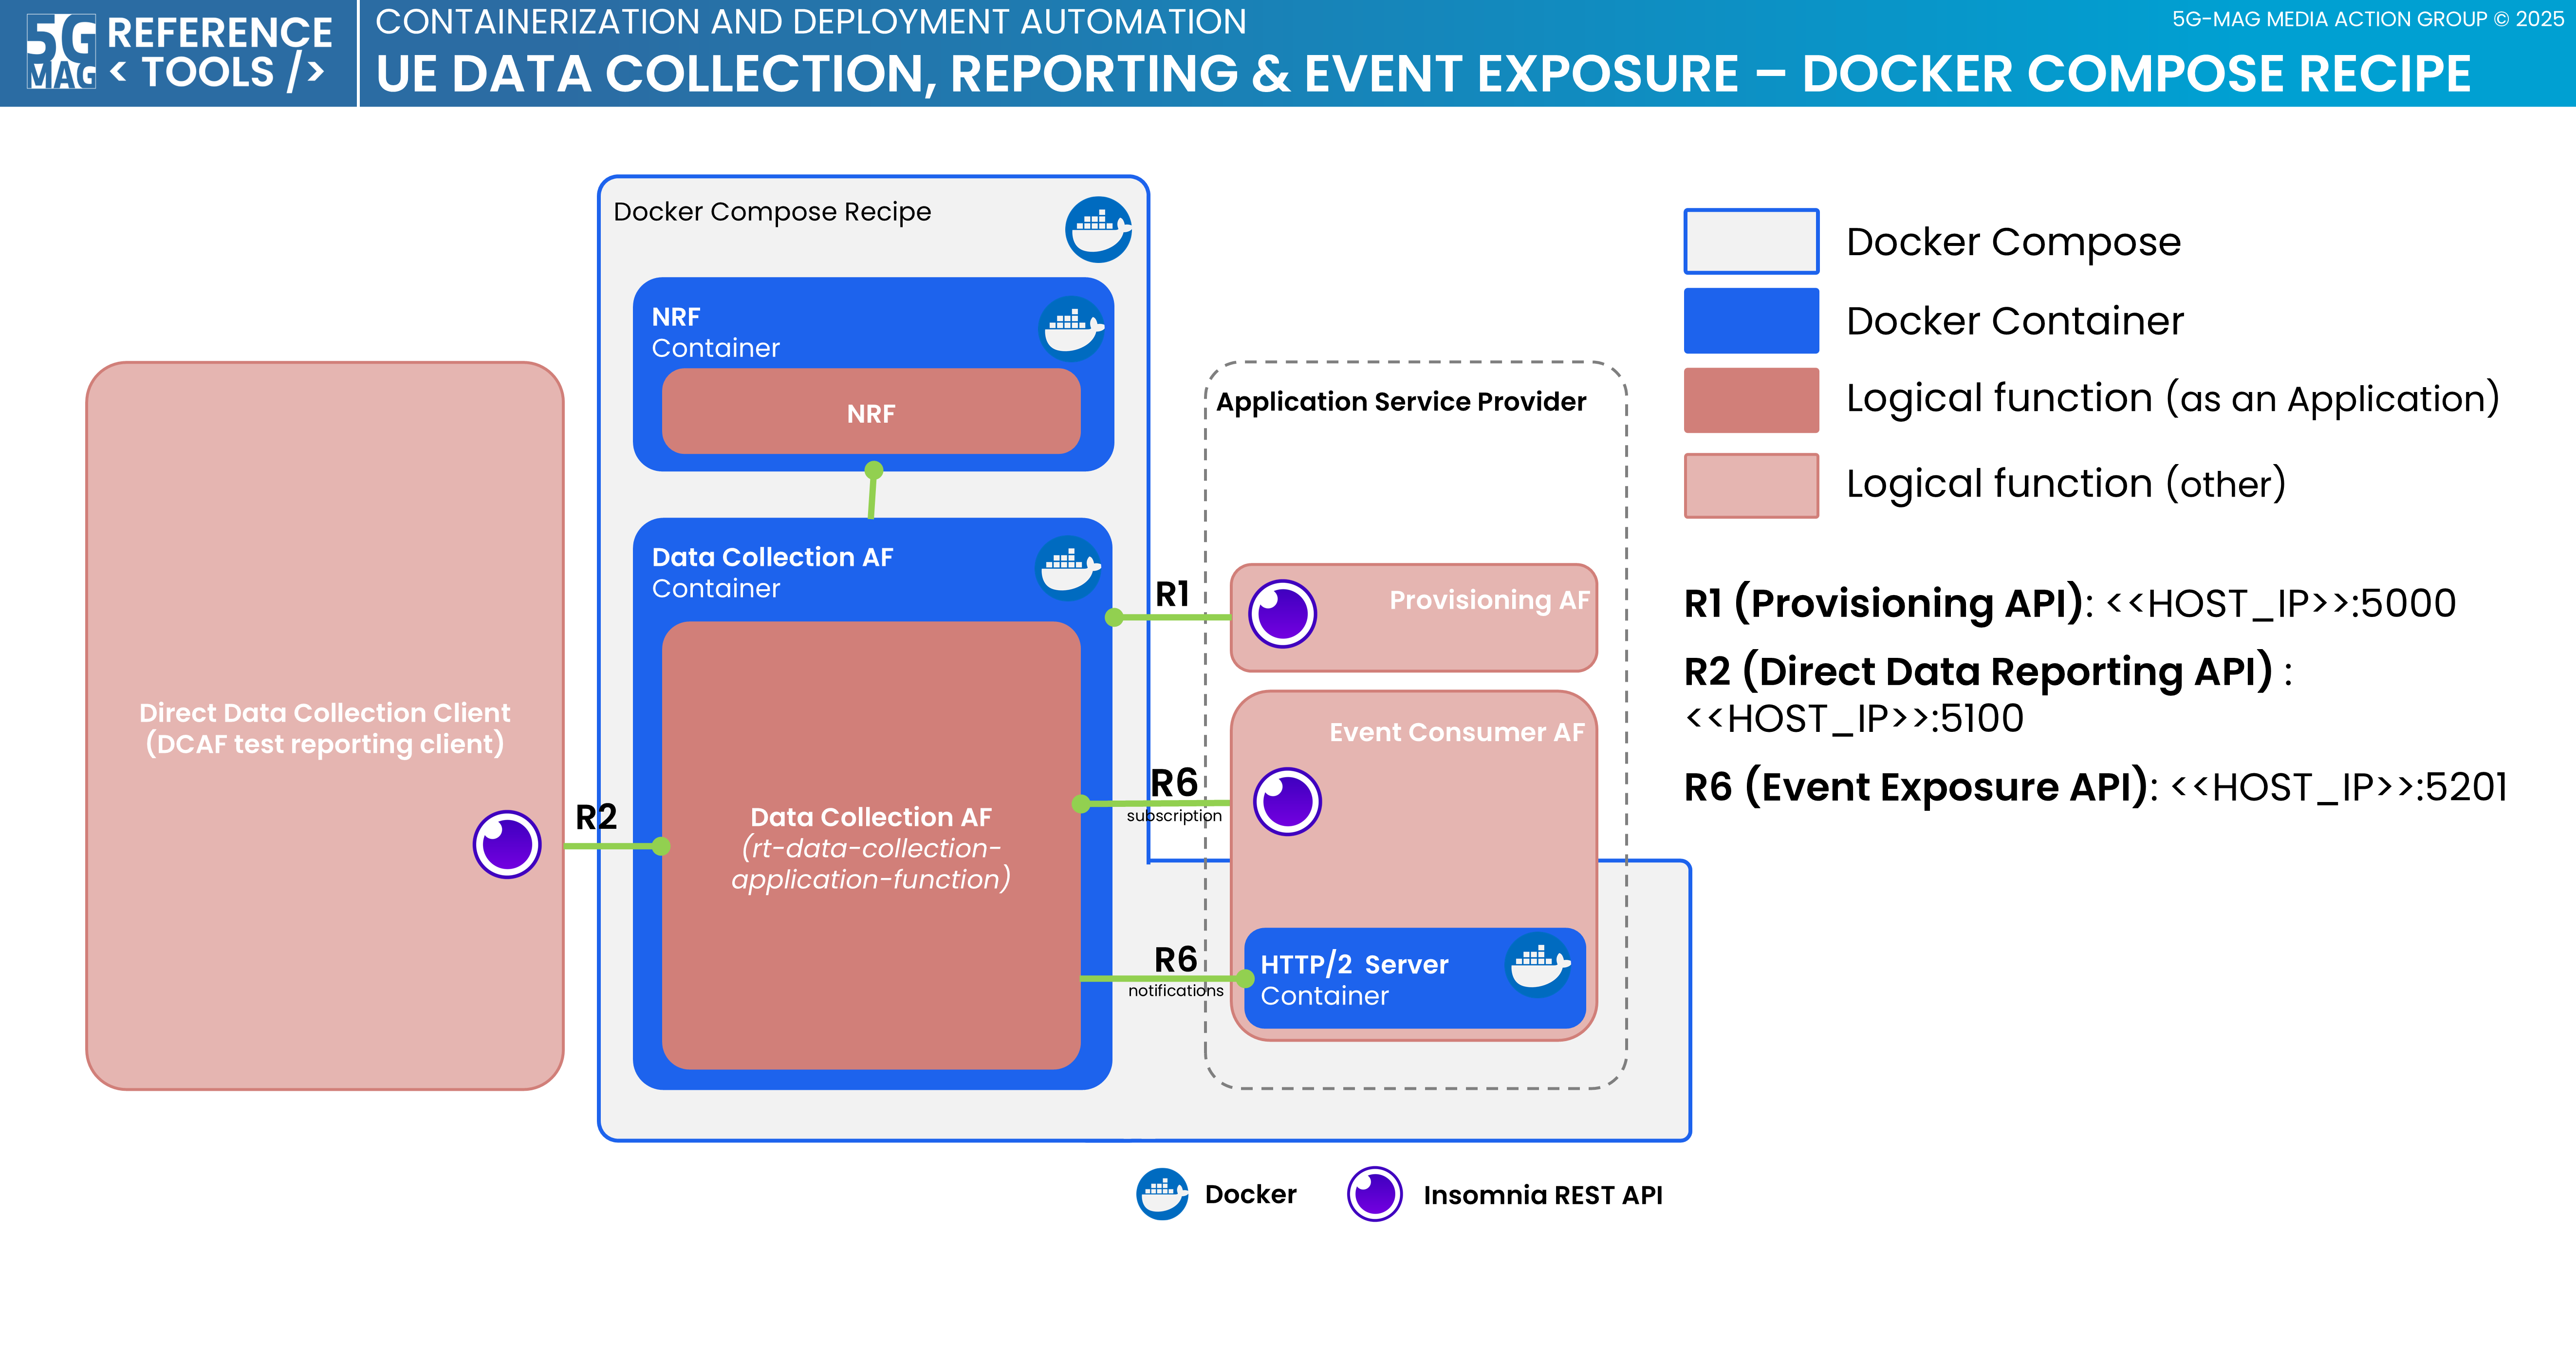 5G
MAG
REFERENCE
< TOOLS />
CONTAINERIZATION AND DEPLOYMENT AUTOMATION
UE DATA COLLECTION, REPORTING & EVENT EXPOSURE – DOCKER COMPOSE RECIPE
5G-MAG MEDIA ACTION GROUP © 2025
Docker Compose Recipe
NRF
Container
NRF
Data Collection AF
Container
Data Collection AF
(rt-data-collection-
application-function)
Direct Data Collection Client
(DCAF test reporting client)
R2
R1
R6
subscription
R6
notifications
Application Service Provider
Provisioning AF
Event Consumer AF
HTTP/2 Server
Container
Docker Compose
Docker Container
Logical function (as an Application)
Logical function (other)
R1 (Provisioning API): <<HOST_IP>>:5000
R2 (Direct Data Reporting API) :
<<HOST_IP>>:5100
R6 (Event Exposure API): <<HOST_IP>>:5201
Docker
Insomnia REST API